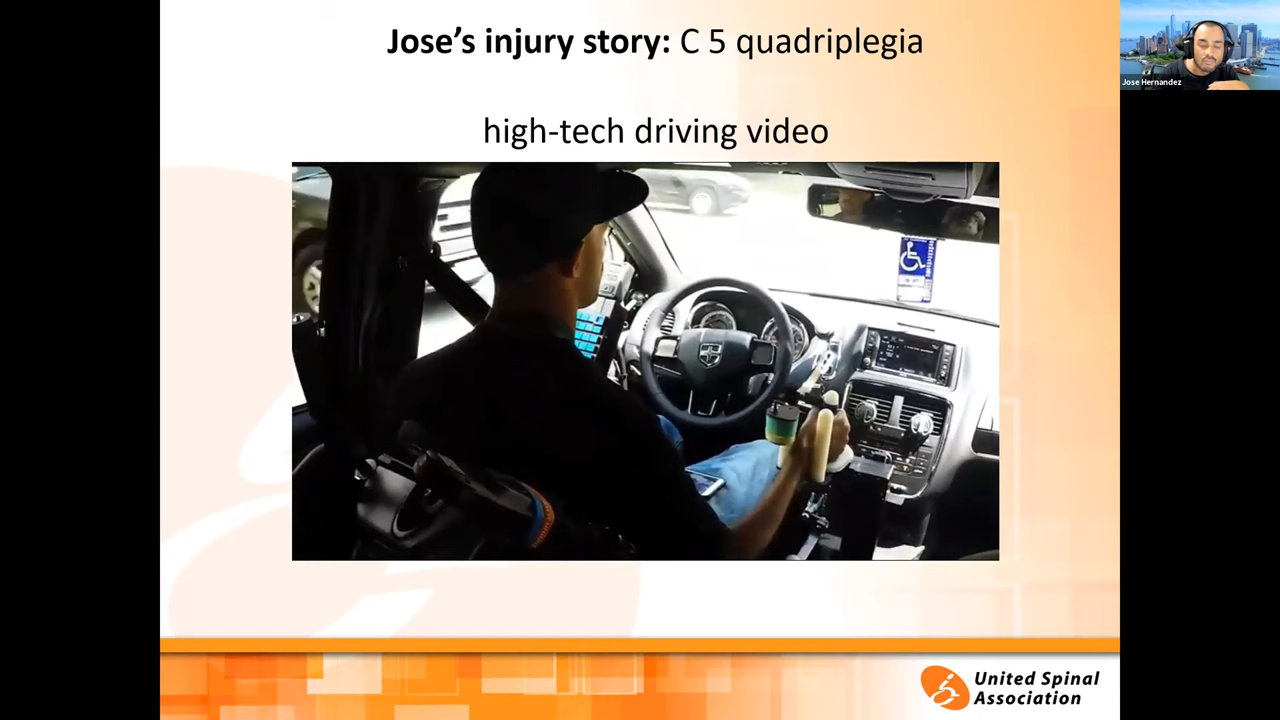 Jose's injury story: C 5 quadriplegia
Jose Hernandez
high-tech driving video
United Spinal
Association